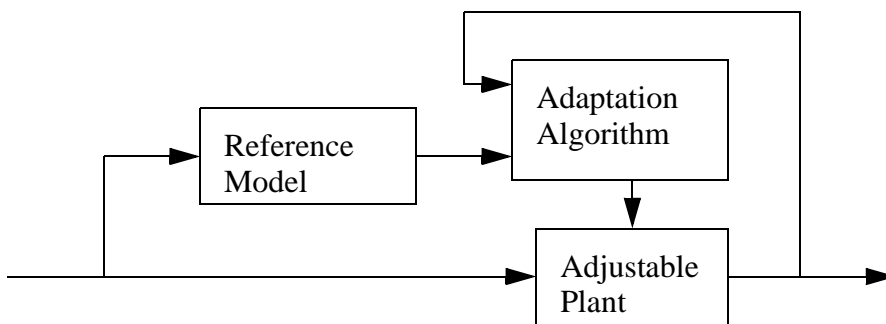 Adaptation
Algorithm
Reference
Model
Adjustable
Plant